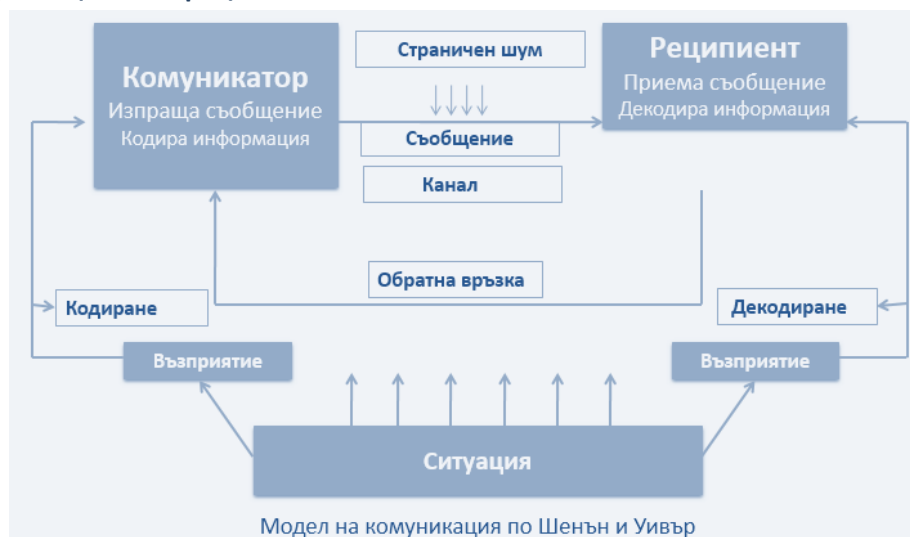 Страничен шум
Комуникатор
Изпраща съобщение
Кодира информация
Реципиент
Приема съобщение
Декодира информация
Съобщение
Канал
Обратна връзка
Кодиране
Декодиране
Възприятие
Възприятие
Ситуация
Модел на комуникация по Шенън и Уивър